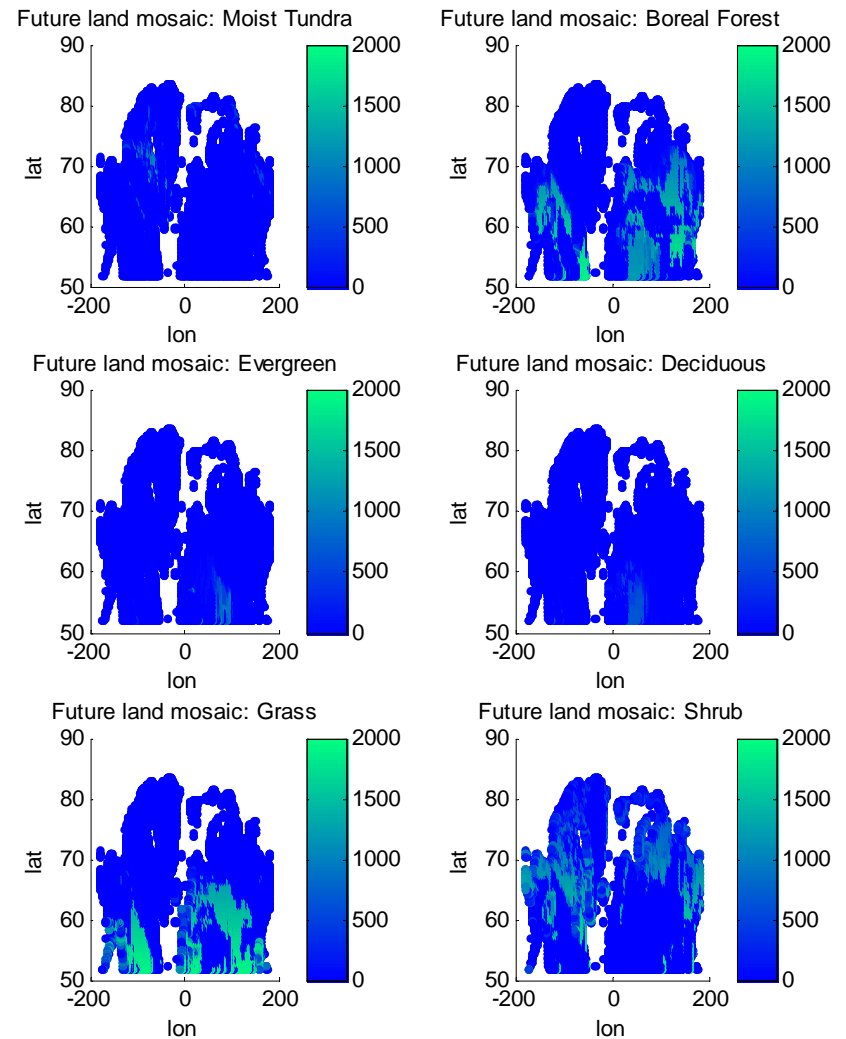 Future land mosaic: Moist Tundra
90
80
70
60
50
-200 0 200
lat
lon
2000
1500
1000
500
0
Future land mosaic: Boreal Forest
90
80
70
60
50
-200 0 200
lat
lon
2000
1500
1000
500
0
Future land mosaic: Evergreen
90
80
70
60
50
-200 0 200
lat
lon
2000
1500
1000
500
0
Future land mosaic: Deciduous
90
80
70
60
50
-200 0 200
lat
lon
2000
1500
1000
500
0
Future land mosaic: Grass
90
80
70
60
50
-200 0 200
lat
lon
2000
1500
1000
500
0
Future land mosaic: Shrub
90
80
70
60
50
-200 0 200
lat
lon
2000
1500
1000
500
0